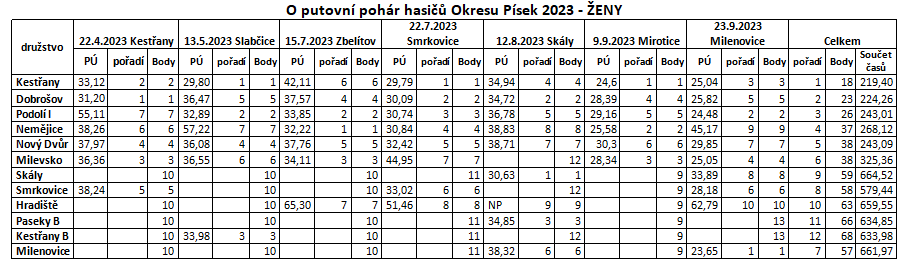 O putovní pohár hasičů Okresu Písek 2023 - ŽENY
družstvo 22.4.2023 Kestřany 13.5.2023 Slabčice 15.7.2023 Zbelítov 22.7.2023 Smrkovice 12.8.2023 Skály 9.9.2023 Mirotice 23.9.2023 Milenovice Celkem
PÚ pořadí Body PÚ pořadí Body PÚ pořadí Body PÚ pořadí Body PÚ pořadí Body PÚ pořadí Body PÚ pořadí Body pořadí Body Součet časů
Kestřany 33,12 2 2 29,80 1 1 42,11 6 6 29,79 1 1 34,94 4 4 24,6 1 1 25,04 3 3 1 18 219,40
Dobrošov 31,20 1 1 36,47 5 5 37,57 4 4 30,09 2 2 34,72 2 2 28,39 4 4 25,82 5 5 2 23 224,26
Podolí I 55,11 7 7 32,89 2 2 33,85 2 2 30,74 3 3 36,78 5 5 29,16 5 5 24,48 2 2 3 26 243,01
Nemějice 38,26 6 6 57,22 7 7 32,22 1 1 30,84 4 4 38,83 8 8 25,58 2 2 45,17 9 9 4 37 268,12
Nový Dvůr 37,97 4 4 36,08 4 4 37,76 5 5 32,42 5 5 38,71 7 7 30,3 6 6 29,85 7 7 5 38 243,09
Milevsko 36,36 3 3 36,55 6 6 34,11 3 3 44,95 7 7 12 28,34 3 3 25,05 4 4 6 38 325,36
Skály 10 10 10 11 30,63 1 1 9 33,89 8 8 9 59 664,52
Smrkovice 38,24 5 5 10 10 33,02 6 6 12 9 28,18 6 6 8 58 579,44
Hradiště 10 10 65,30 7 7 51,46 8 8 NP 9 9 9 62,79 10 10 10 63 659,55
Paseky B 10 10 10 11 34,85 3 3 9 13 11 66 634,85
Kestřany B 10 33,98 3 3 10 11 12 9 13 12 68 633,98
Milenovice 10 10 10 11 38,32 6 6 9 23,65 1 1 7 57 661,97